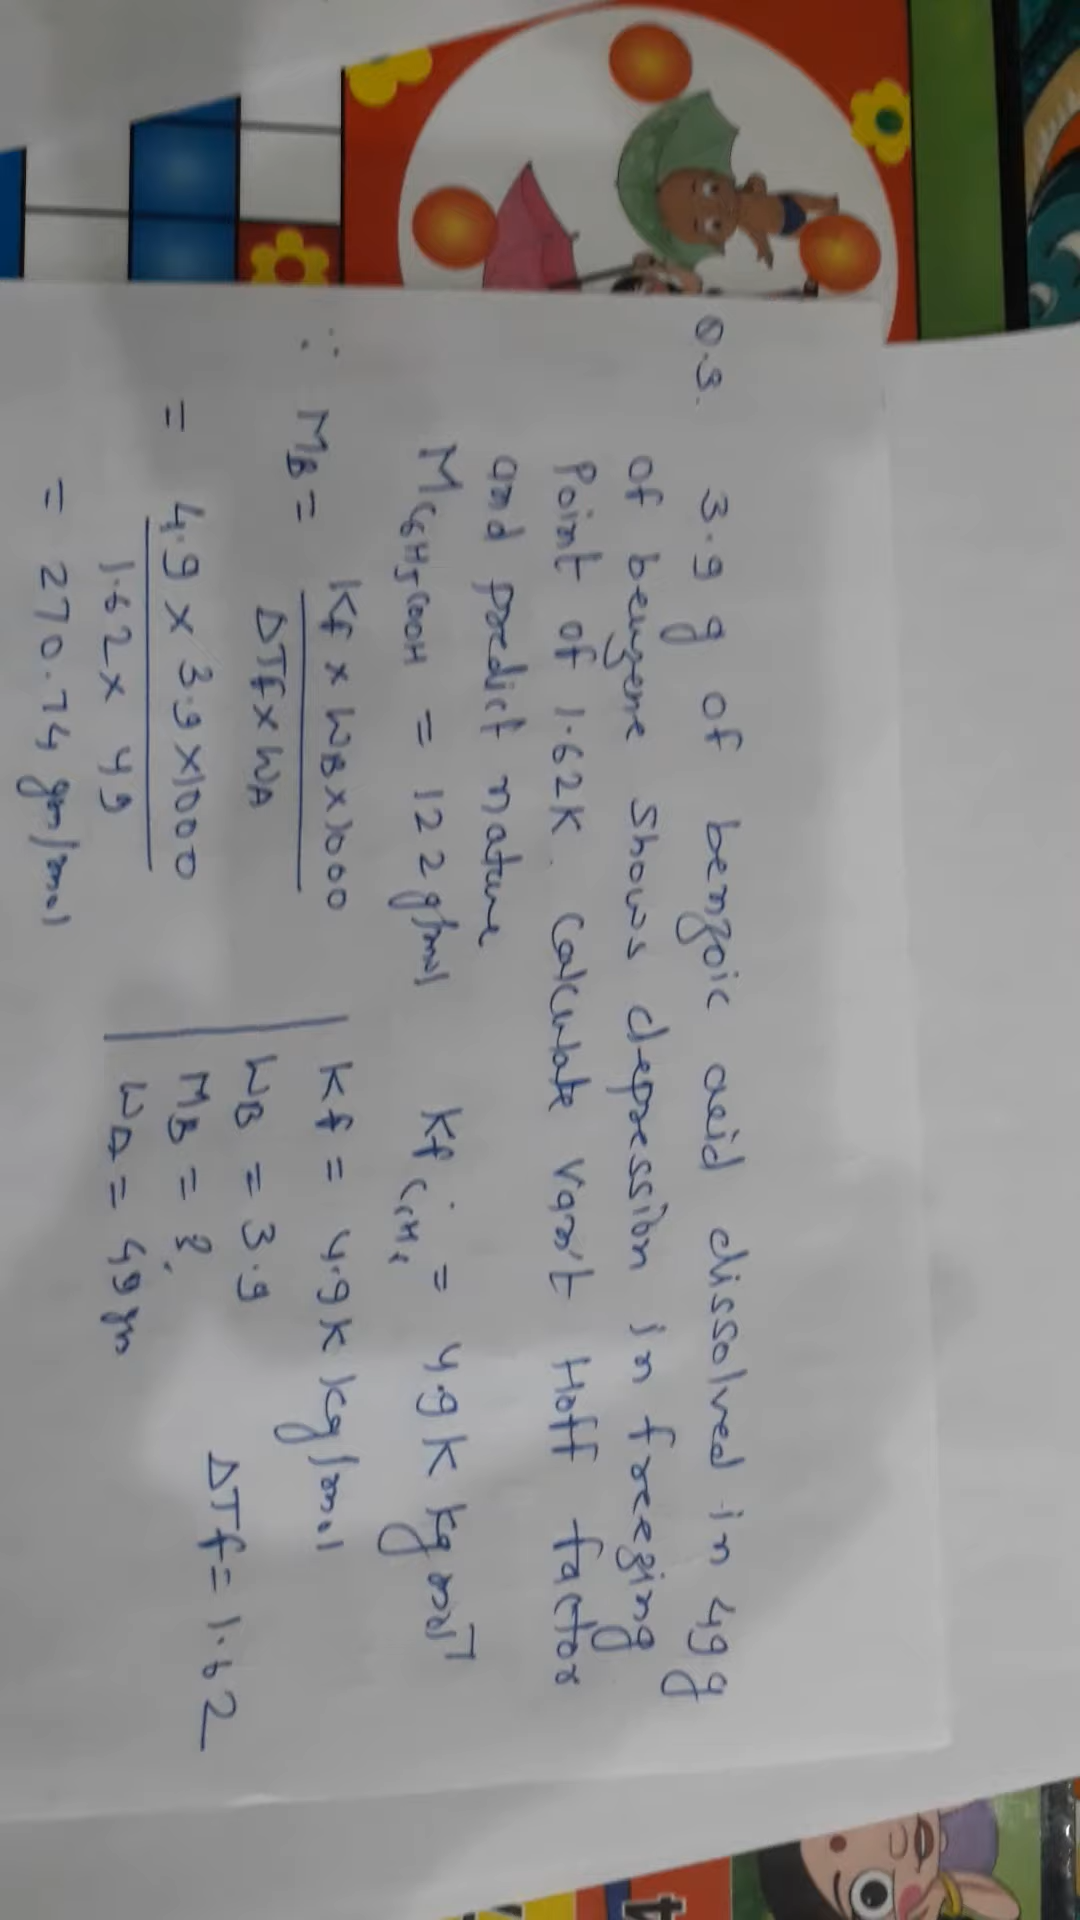 Q.3. 3.9 g of benzoic acid dissolved in 49 g
of benzene shows depression in freezing
Point of 1.62K. Calculate Van't Hoff factor
and predict nature
MC6H5COOH = 122 g/mol Kf C6H6 = 4.9 K kg mol-1
∴ MB = Kf × WB × 1000 / ΔTf × WA
Kf = 4.9 K kg/mol
WB = 3.9
MB = ?
WA = 49 gm
ΔTf = 1.62
= 4.9 × 3.9 × 1000 / 1.62 × 49
= 270.74 gm/mol